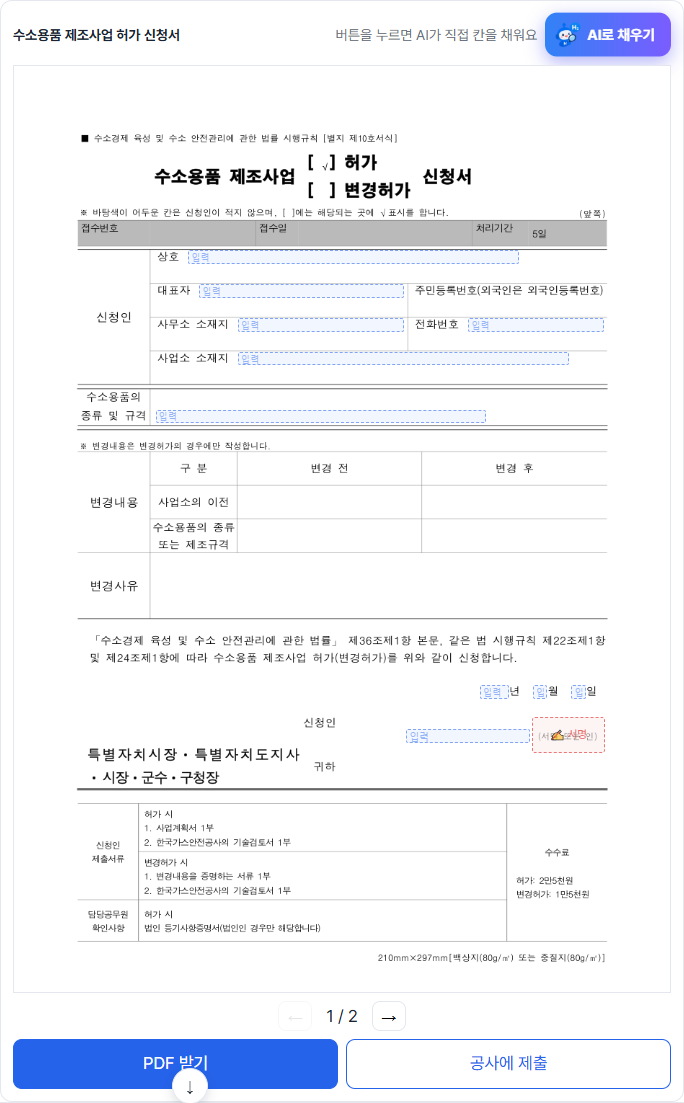 수소용품 제조사업 허가 신청서
버튼을 누르면 AI가 직접 칸을 채워요
AI로 채우기
■ 수소경제 육성 및 수소 안전관리에 관한 법률 시행규칙 [별지 제10호서식]
수소용품 제조사업 [ √] 허가 [ ] 변경허가 신청서
※ 바탕색이 어두운 칸은 신청인이 적지 않으며, [ ]에는 해당되는 곳에 √ 표시를 합니다.
(앞쪽)
접수번호 접수일 처리기간 5일
신청인
상호 입력
대표자 입력 주민등록번호(외국인은 외국인등록번호)
사무소 소재지 입력 전화번호 입력
사업소 소재지 입력
수소용품의
종류 및 규격 입력
※ 변경내용은 변경허가의 경우에만 작성합니다.
변경내용
구 분 변경 전 변경 후
사업소의 이전
수소용품의 종류
또는 제조규격
변경사유
「수소경제 육성 및 수소 안전관리에 관한 법률」 제36조제1항 본문, 같은 법 시행규칙 제22조제1항
및 제24조제1항에 따라 수소용품 제조사업 허가(변경허가)를 위와 같이 신청합니다.
입력 년 입 월 입 일
신청인 입력 서명
특별자치시장・특별자치도지사
・시장・군수・구청장 귀하
신청인
제출서류
허가 시
1. 사업계획서 1부
2. 한국가스안전공사의 기술검토서 1부
변경허가 시
1. 변경내용을 증명하는 서류 1부
2. 한국가스안전공사의 기술검토서 1부
수수료
허가: 2만5천원
변경허가: 1만5천원
담당공무원
확인사항
허가 시
법인 등기사항증명서(법인인 경우만 해당합니다)
210mm×297mm[백상지(80g/㎡) 또는 중질지(80g/㎡)]
← 1 / 2 →
PDF 받기
공사에 제출
↓